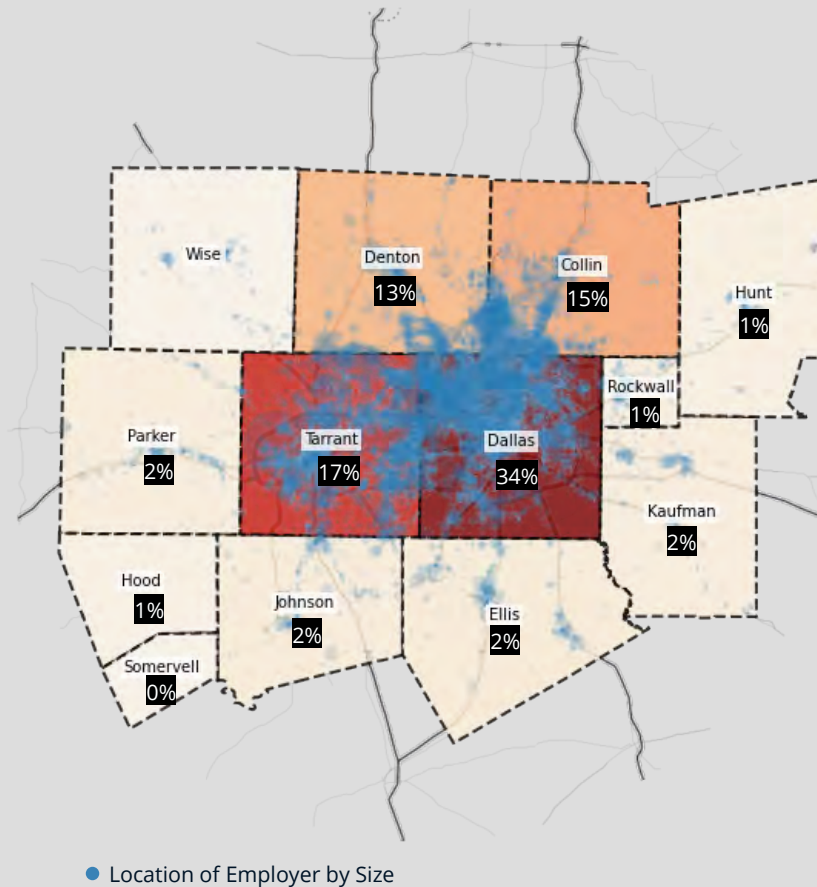 Wise
Denton
13%
Collin
15%
Hunt
1%
Rockwall
1%
Parker
2%
Tarrant
17%
Dallas
34%
Kaufman
2%
Hood
1%
Johnson
2%
Ellis
2%
Somervell
0%
Location of Employer by Size